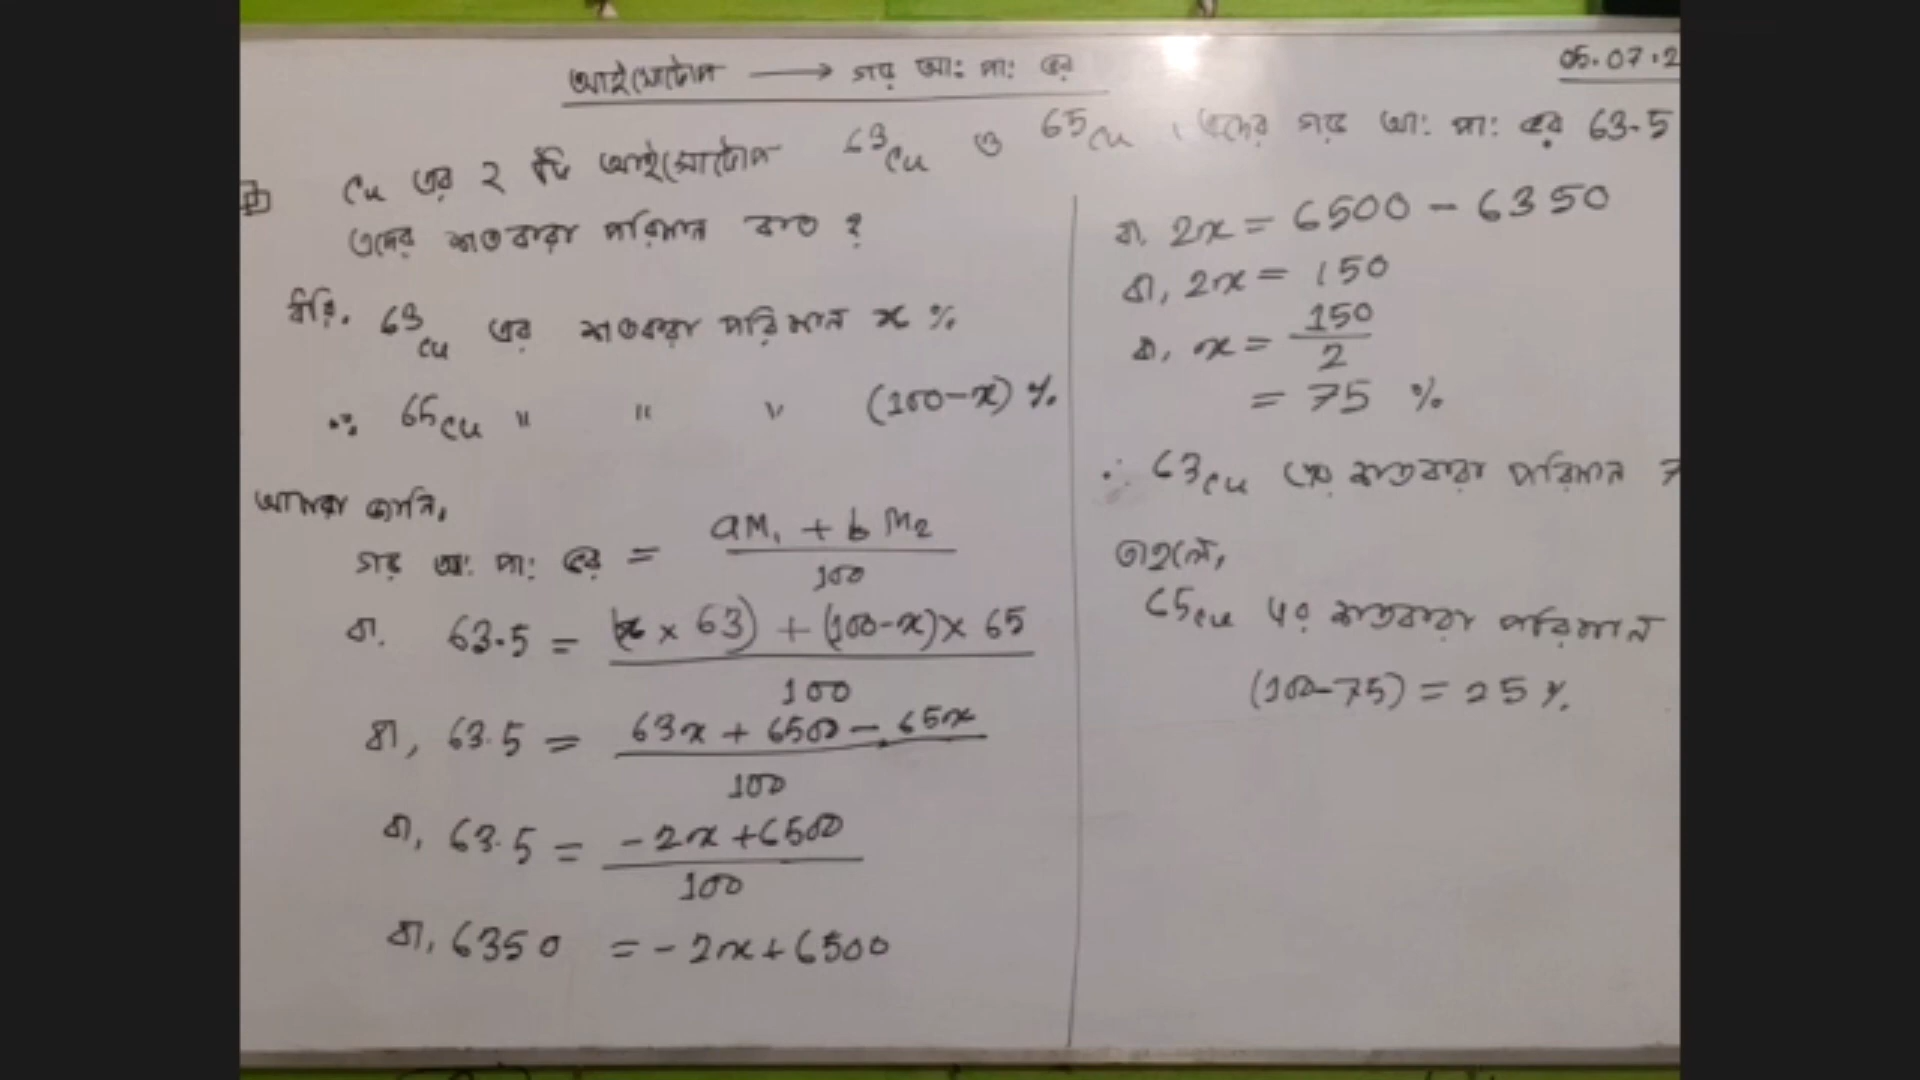 আইসোটোপ → গড় আ: পা: ভর
05.07.2
Cu এর ২ টি আইসোটোপ ⁶³Cu ও ⁶⁵Cu । এদের গড় আ: পা: ভর 63.5
এদের শতকরা পরিমান কত ?
ধরি, ⁶³Cu এর শতকরা পরিমান x %
∴ ⁶⁵Cu " " " (100-x) %
আমরা জানি,
গড় আ: পা: ভর = (aM₁ + bM₂) / 100
বা, 63.5 = ((x × 63) + (100-x) × 65) / 100
বা, 63.5 = (63x + 6500 - 65x) / 100
বা, 63.5 = (-2x + 6500) / 100
বা, 6350 = -2x + 6500
বা, 2x = 6500 - 6350
বা, 2x = 150
বা, x = 150 / 2
= 75 %
∴ ⁶³Cu এর শতকরা পরিমান 7
তাহলে,
⁶⁵Cu এর শতকরা পরিমান
(100-75) = 25 %